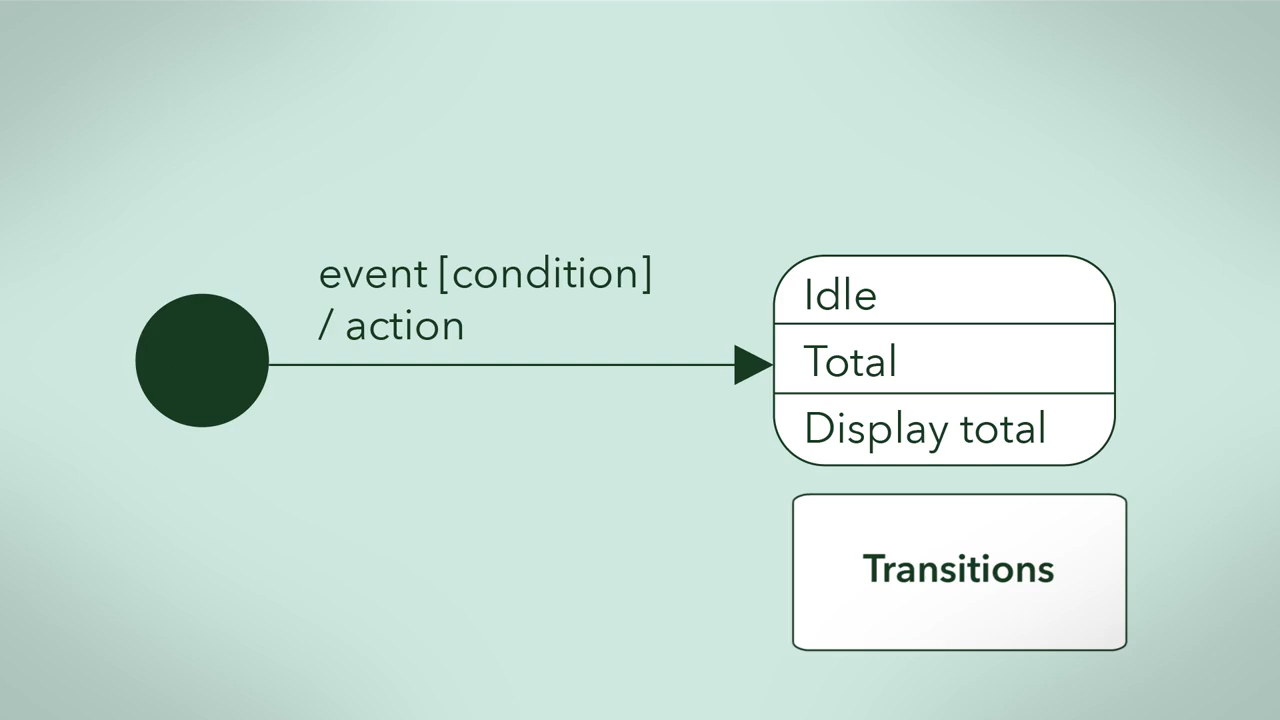 event [condition]
/ action
Idle
Total
Display total
Transitions